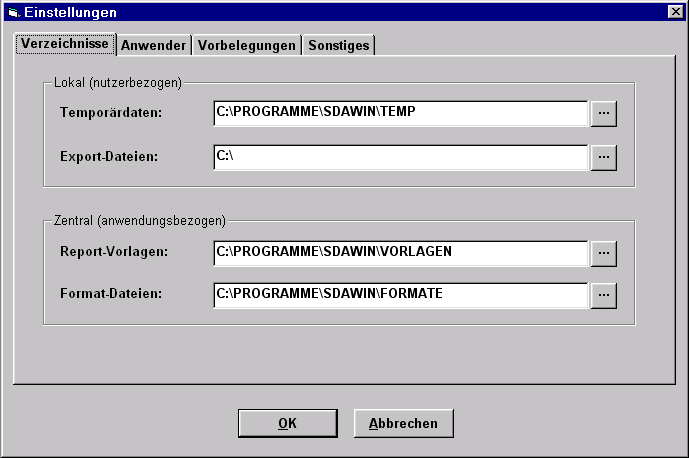 Einstellungen
Verzeichnisse Anwender Vorbelegungen Sonstiges
Lokal (nutzerbezogen)
Temporärdaten: C:\PROGRAMME\SDAWIN\TEMP ...
Export-Dateien: C:\ ...
Zentral (anwendungsbezogen)
Report-Vorlagen: C:\PROGRAMME\SDAWIN\VORLAGEN ...
Format-Dateien: C:\PROGRAMME\SDAWIN\FORMATE ...
OK Abbrechen